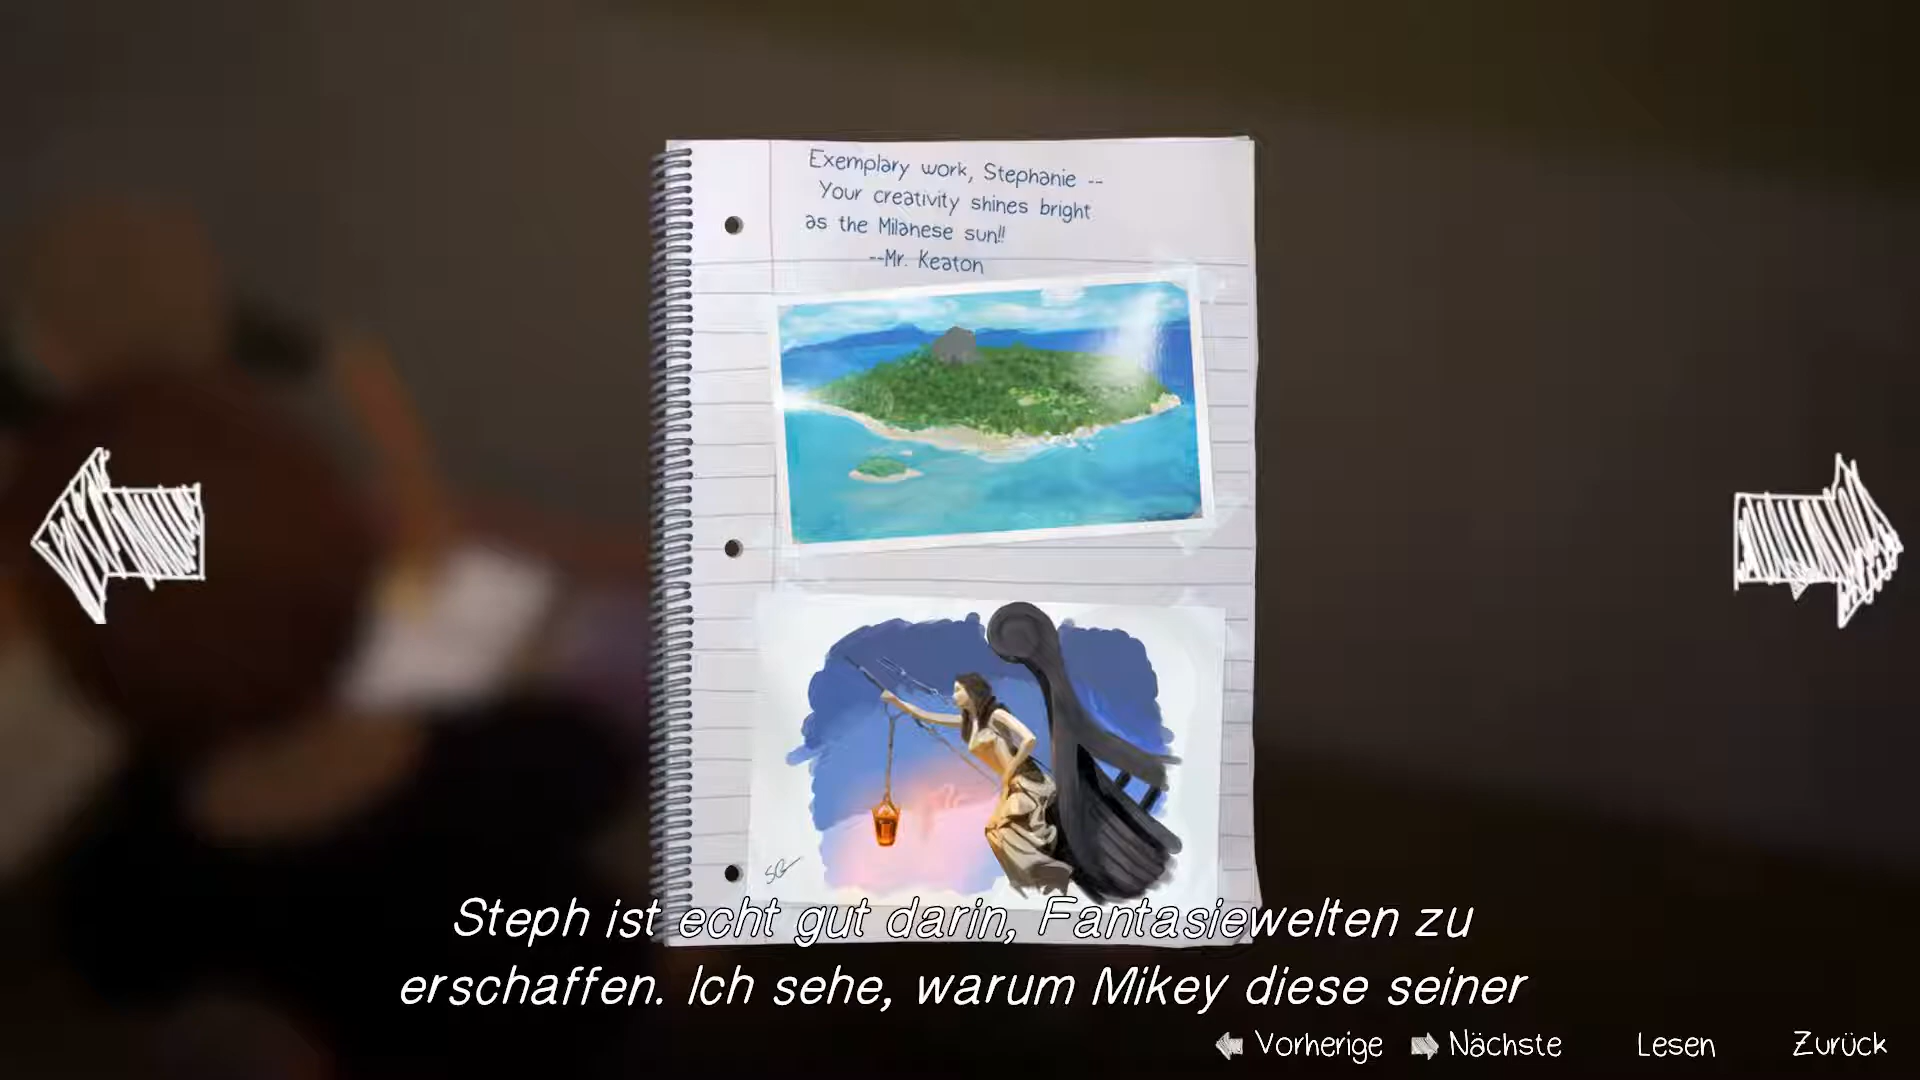 Exemplary work, Stephanie --
Your creativity shines bright
as the Milanese sun!!
--Mr. Keaton
SG
Steph ist echt gut darin, Fantasiewelten zu
erschaffen. Ich sehe, warum Mikey diese seiner
Vorherige Nächste Lesen Zurück